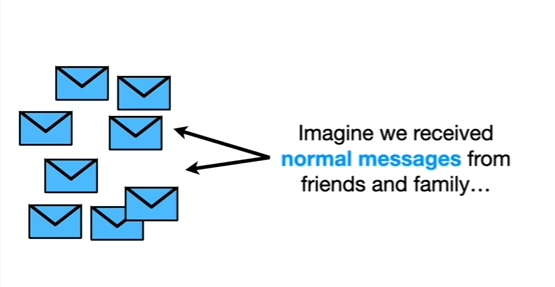 Imagine we received
normal messages from
friends and family…